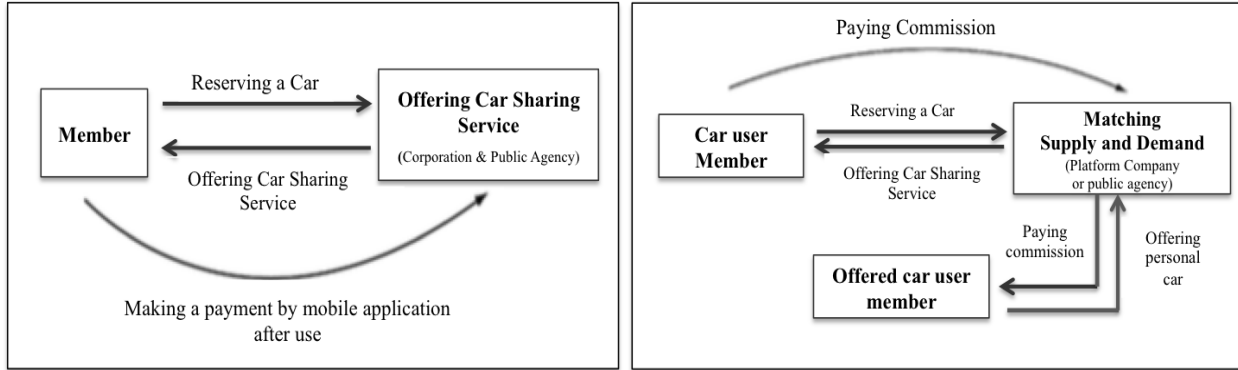 Reserving a Car
Member
Offering Car Sharing
Service
(Corporation & Public Agency)
Offering Car Sharing
Service
Making a payment by mobile application
after use
Paying Commission
Reserving a Car
Car user
Member
Matching
Supply and Demand
(Platform Company
or public agency)
Offering Car Sharing
Service
Paying
commission
Offering
personal
car
Offered car user
member